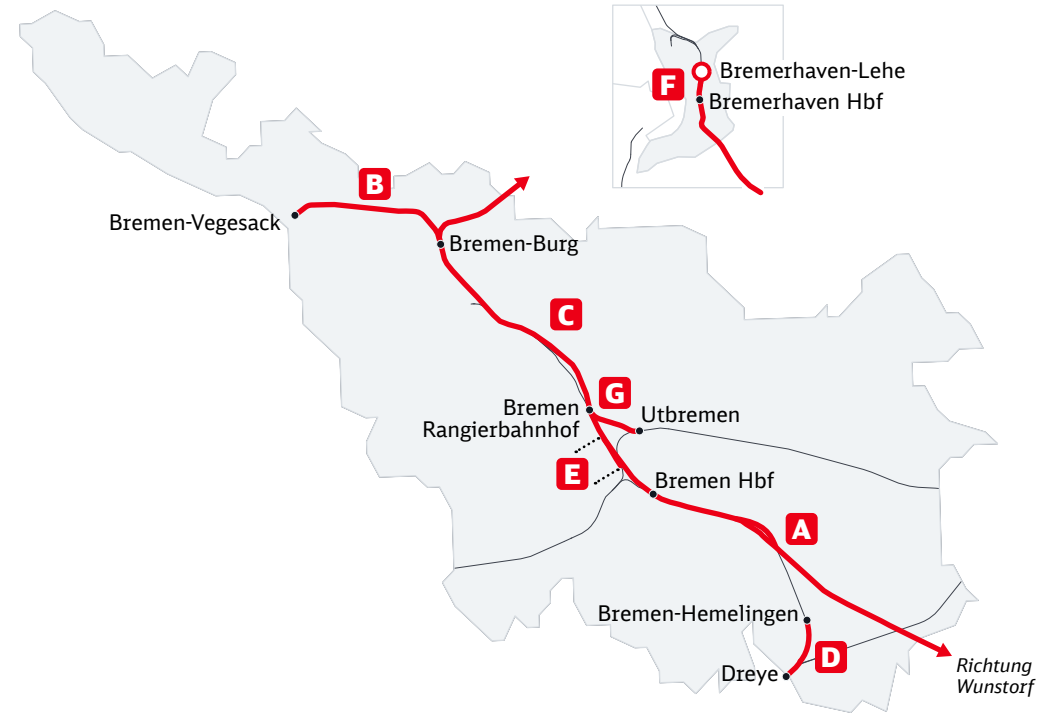 Bremerhaven-Lehe
F
Bremerhaven Hbf
B
Bremen-Vegesack
Bremen-Burg
C
G
Bremen
Rangierbahnhof
Utbremen
E
Bremen Hbf
A
Bremen-Hemelingen
D
Dreye
Richtung
Wunstorf